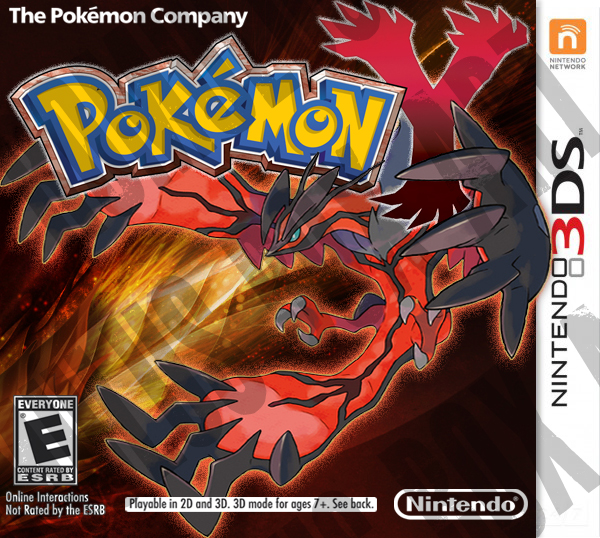 The Pokémon Company
POKéMON
Y
NINTENDO
NETWORK
NINTENDO 3DS
TM
EVERYONE
E
CONTENT RATED BY
ESRB
Online Interactions
Not Rated by the ESRB
Playable in 2D and 3D. 3D mode for ages 7+. See back.
Nintendo